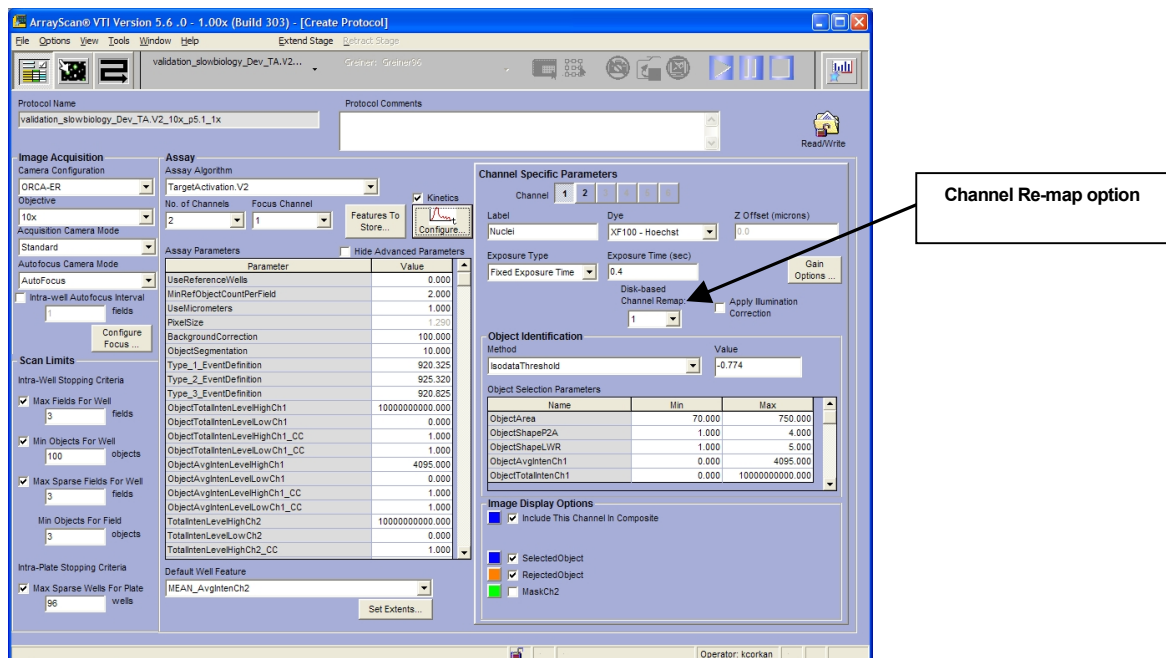 ArrayScan® VTI Version 5.6 .0 - 1.00x (Build 303) - [Create Protocol]
File Options View Tools Window Help Extend Stage Retract Stage
validation_slowbiology_Dev_TA.V2... Greiner: Greiner96
Protocol Name
validation_slowbiology_Dev_TA.V2_10x_p5.1_1x
Protocol Comments
Read/Write
Image Acquisition
Camera Configuration
ORCA-ER
Objective
10x
Acquisition Camera Mode
Standard
Autofocus Camera Mode
AutoFocus
Intra-well Autofocus Interval
1 fields
Configure Focus ...
Scan Limits
Intra-Well Stopping Criteria
Max Fields For Well
3 fields
Min Objects For Well
100 objects
Max Sparse Fields For Well
3 fields
Min Objects For Field
3 objects
Intra-Plate Stopping Criteria
Max Sparse Wells For Plate
96 wells
Assay
Assay Algorithm
TargetActivation.V2
No. of Channels Focus Channel
2 1
Features To Store...
Kinetics
Configure...
Assay Parameters Hide Advanced Parameters
Parameter Value
UseReferenceWells 0.000
MinRefObjectCountPerField 2.000
UseMicrometers 1.000
PixelSize 1.290
BackgroundCorrection 100.000
ObjectSegmentation 10.000
Type_1_EventDefinition 920.325
Type_2_EventDefinition 925.320
Type_3_EventDefinition 920.825
ObjectTotalIntenLevelHighCh1 10000000000.000
ObjectTotalIntenLevelLowCh1 0.000
ObjectTotalIntenLevelHighCh1_CC 1.000
ObjectTotalIntenLevelLowCh1_CC 1.000
ObjectAvgIntenLevelHighCh1 4095.000
ObjectAvgIntenLevelLowCh1 0.000
ObjectAvgIntenLevelHighCh1_CC 1.000
ObjectAvgIntenLevelLowCh1_CC 1.000
TotalIntenLevelHighCh2 10000000000.000
TotalIntenLevelLowCh2 0.000
TotalIntenLevelHighCh2_CC 1.000
Default Well Feature
MEAN_AvgIntenCh2
Set Extents...
Channel Specific Parameters
Channel 1 2 3 4 5 6
Label Dye Z Offset (microns)
Nuclei XF100 - Hoechst 0.0
Exposure Type Exposure Time (sec)
Fixed Exposure Time 0.4
Gain Options ...
Disk-based Channel Remap:
1
Apply Illumination Correction
Object Identification
Method Value
IsodataThreshold -0.774
Object Selection Parameters
Name Min Max
ObjectArea 70.000 750.000
ObjectShapeP2A 1.000 4.000
ObjectShapeLWR 1.000 5.000
ObjectAvgIntenCh1 0.000 4095.000
ObjectTotalIntenCh1 0.000 10000000000.000
Image Display Options
Include This Channel In Composite
SelectedObject
RejectedObject
MaskCh2
Operator: kcorkan
Channel Re-map option